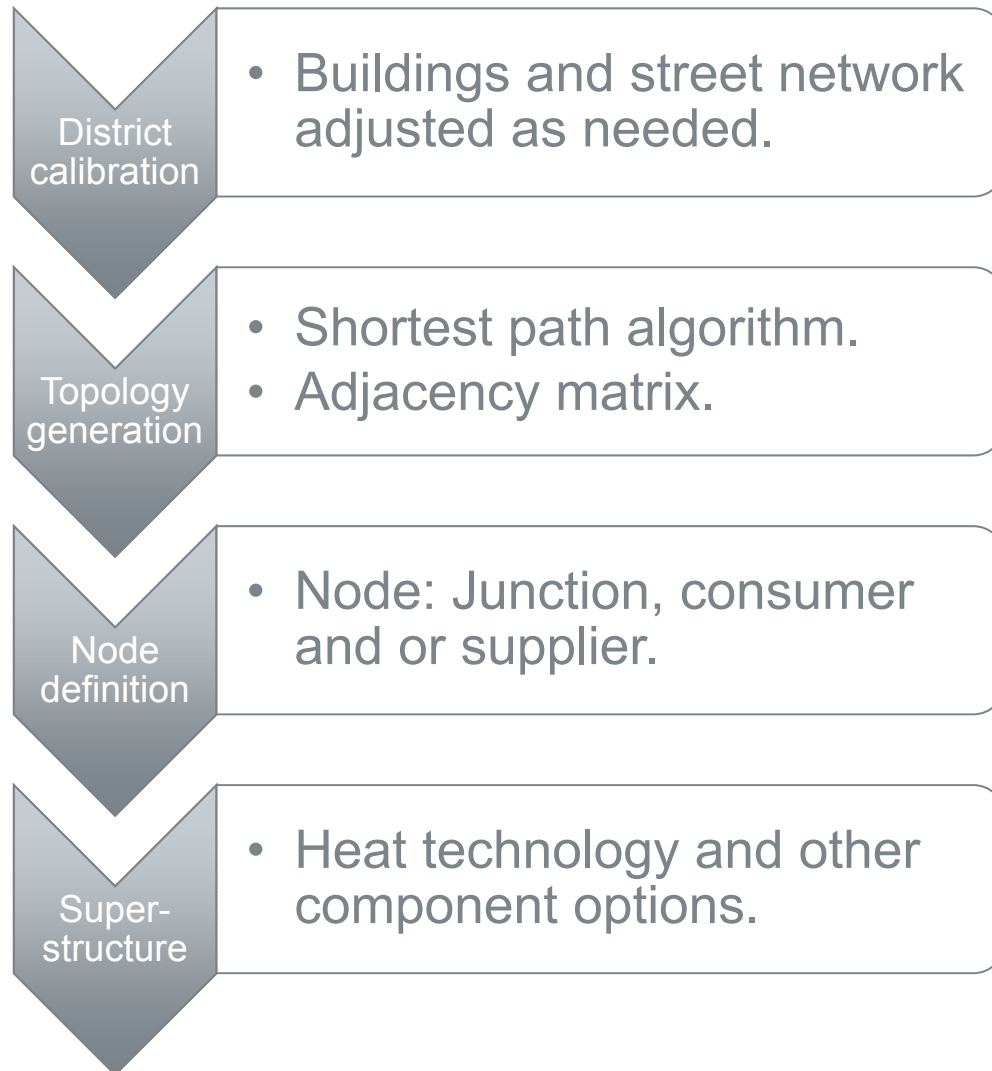 District
calibration
• Buildings and street network
adjusted as needed.
Topology
generation
• Shortest path algorithm.
• Adjacency matrix.
Node
definition
• Node: Junction, consumer
and or supplier.
Super-
structure
• Heat technology and other
component options.